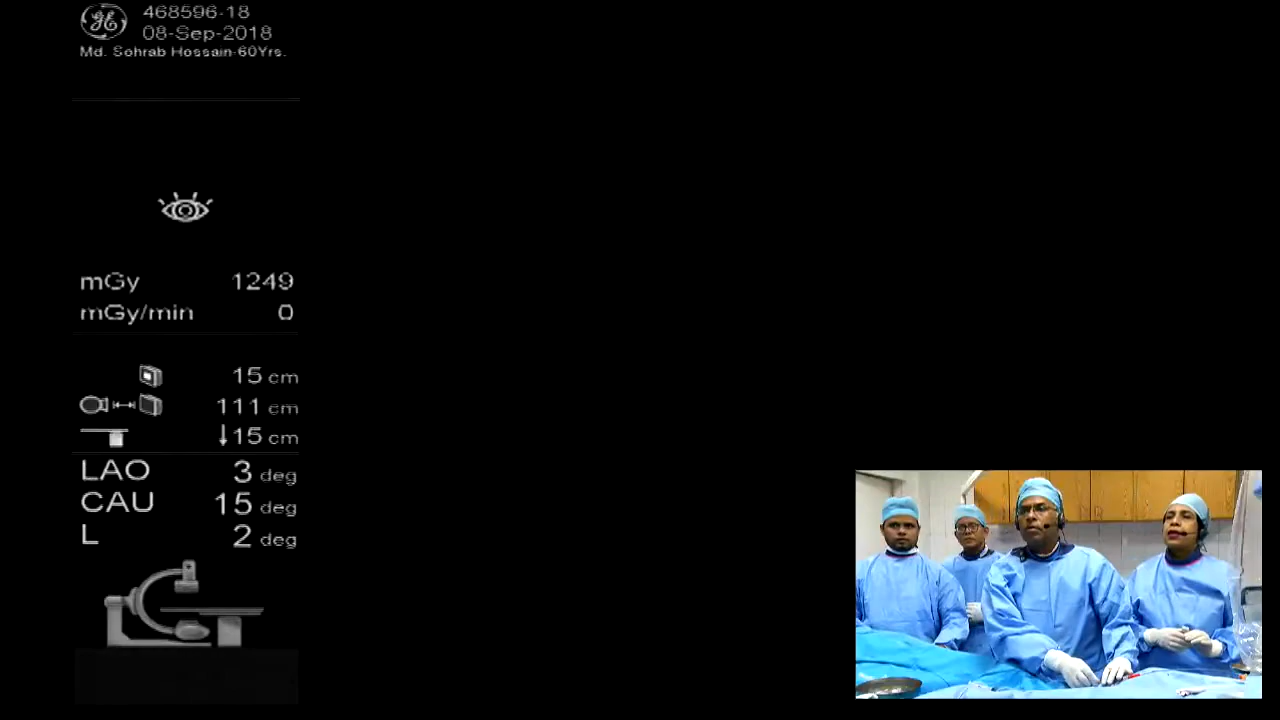 468596-18
08-Sep-2018
Md. Sohrab Hossain-60Yrs.
mGy 1249
mGy/min 0
15 cm
111 cm
↓15 cm
LAO 3 deg
CAU 15 deg
L 2 deg